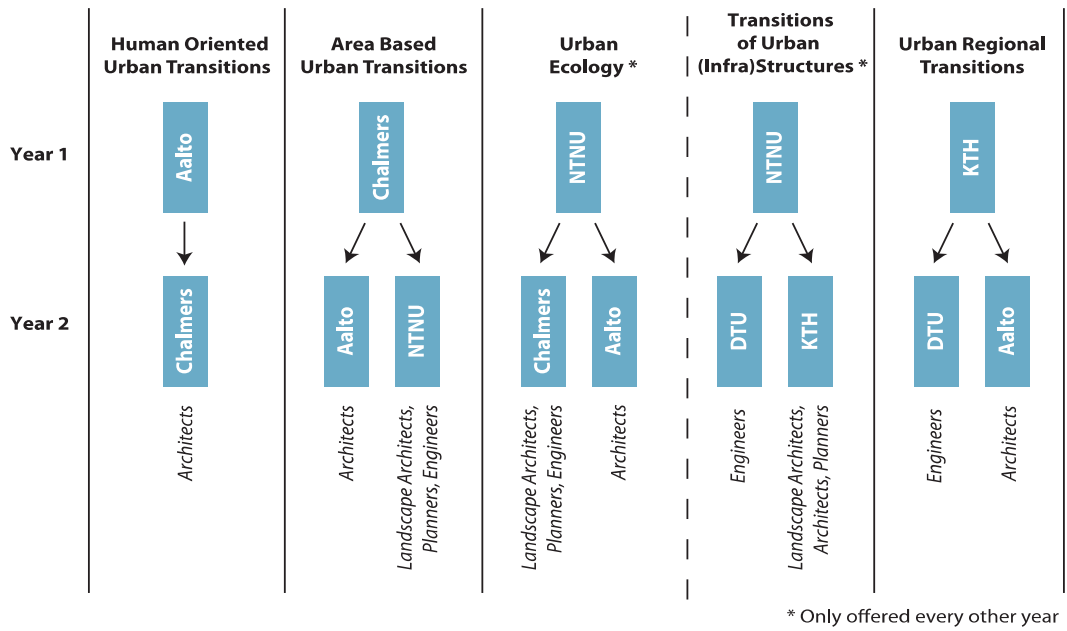 Human Oriented
Urban Transitions
Area Based
Urban Transitions
Urban
Ecology *
Transitions
of Urban
(Infra)Structures *
Urban Regional
Transitions
Year 1
Aalto
Chalmers
NTNU
NTNU
KTH
Year 2
Chalmers
Aalto
NTNU
Chalmers
Aalto
DTU
KTH
DTU
Aalto
Architects
Architects
Landscape Architects,
Planners, Engineers
Landscape Architects,
Planners, Engineers
Architects
Engineers
Landscape Architects,
Architects, Planners
Engineers
Architects
* Only offered every other year